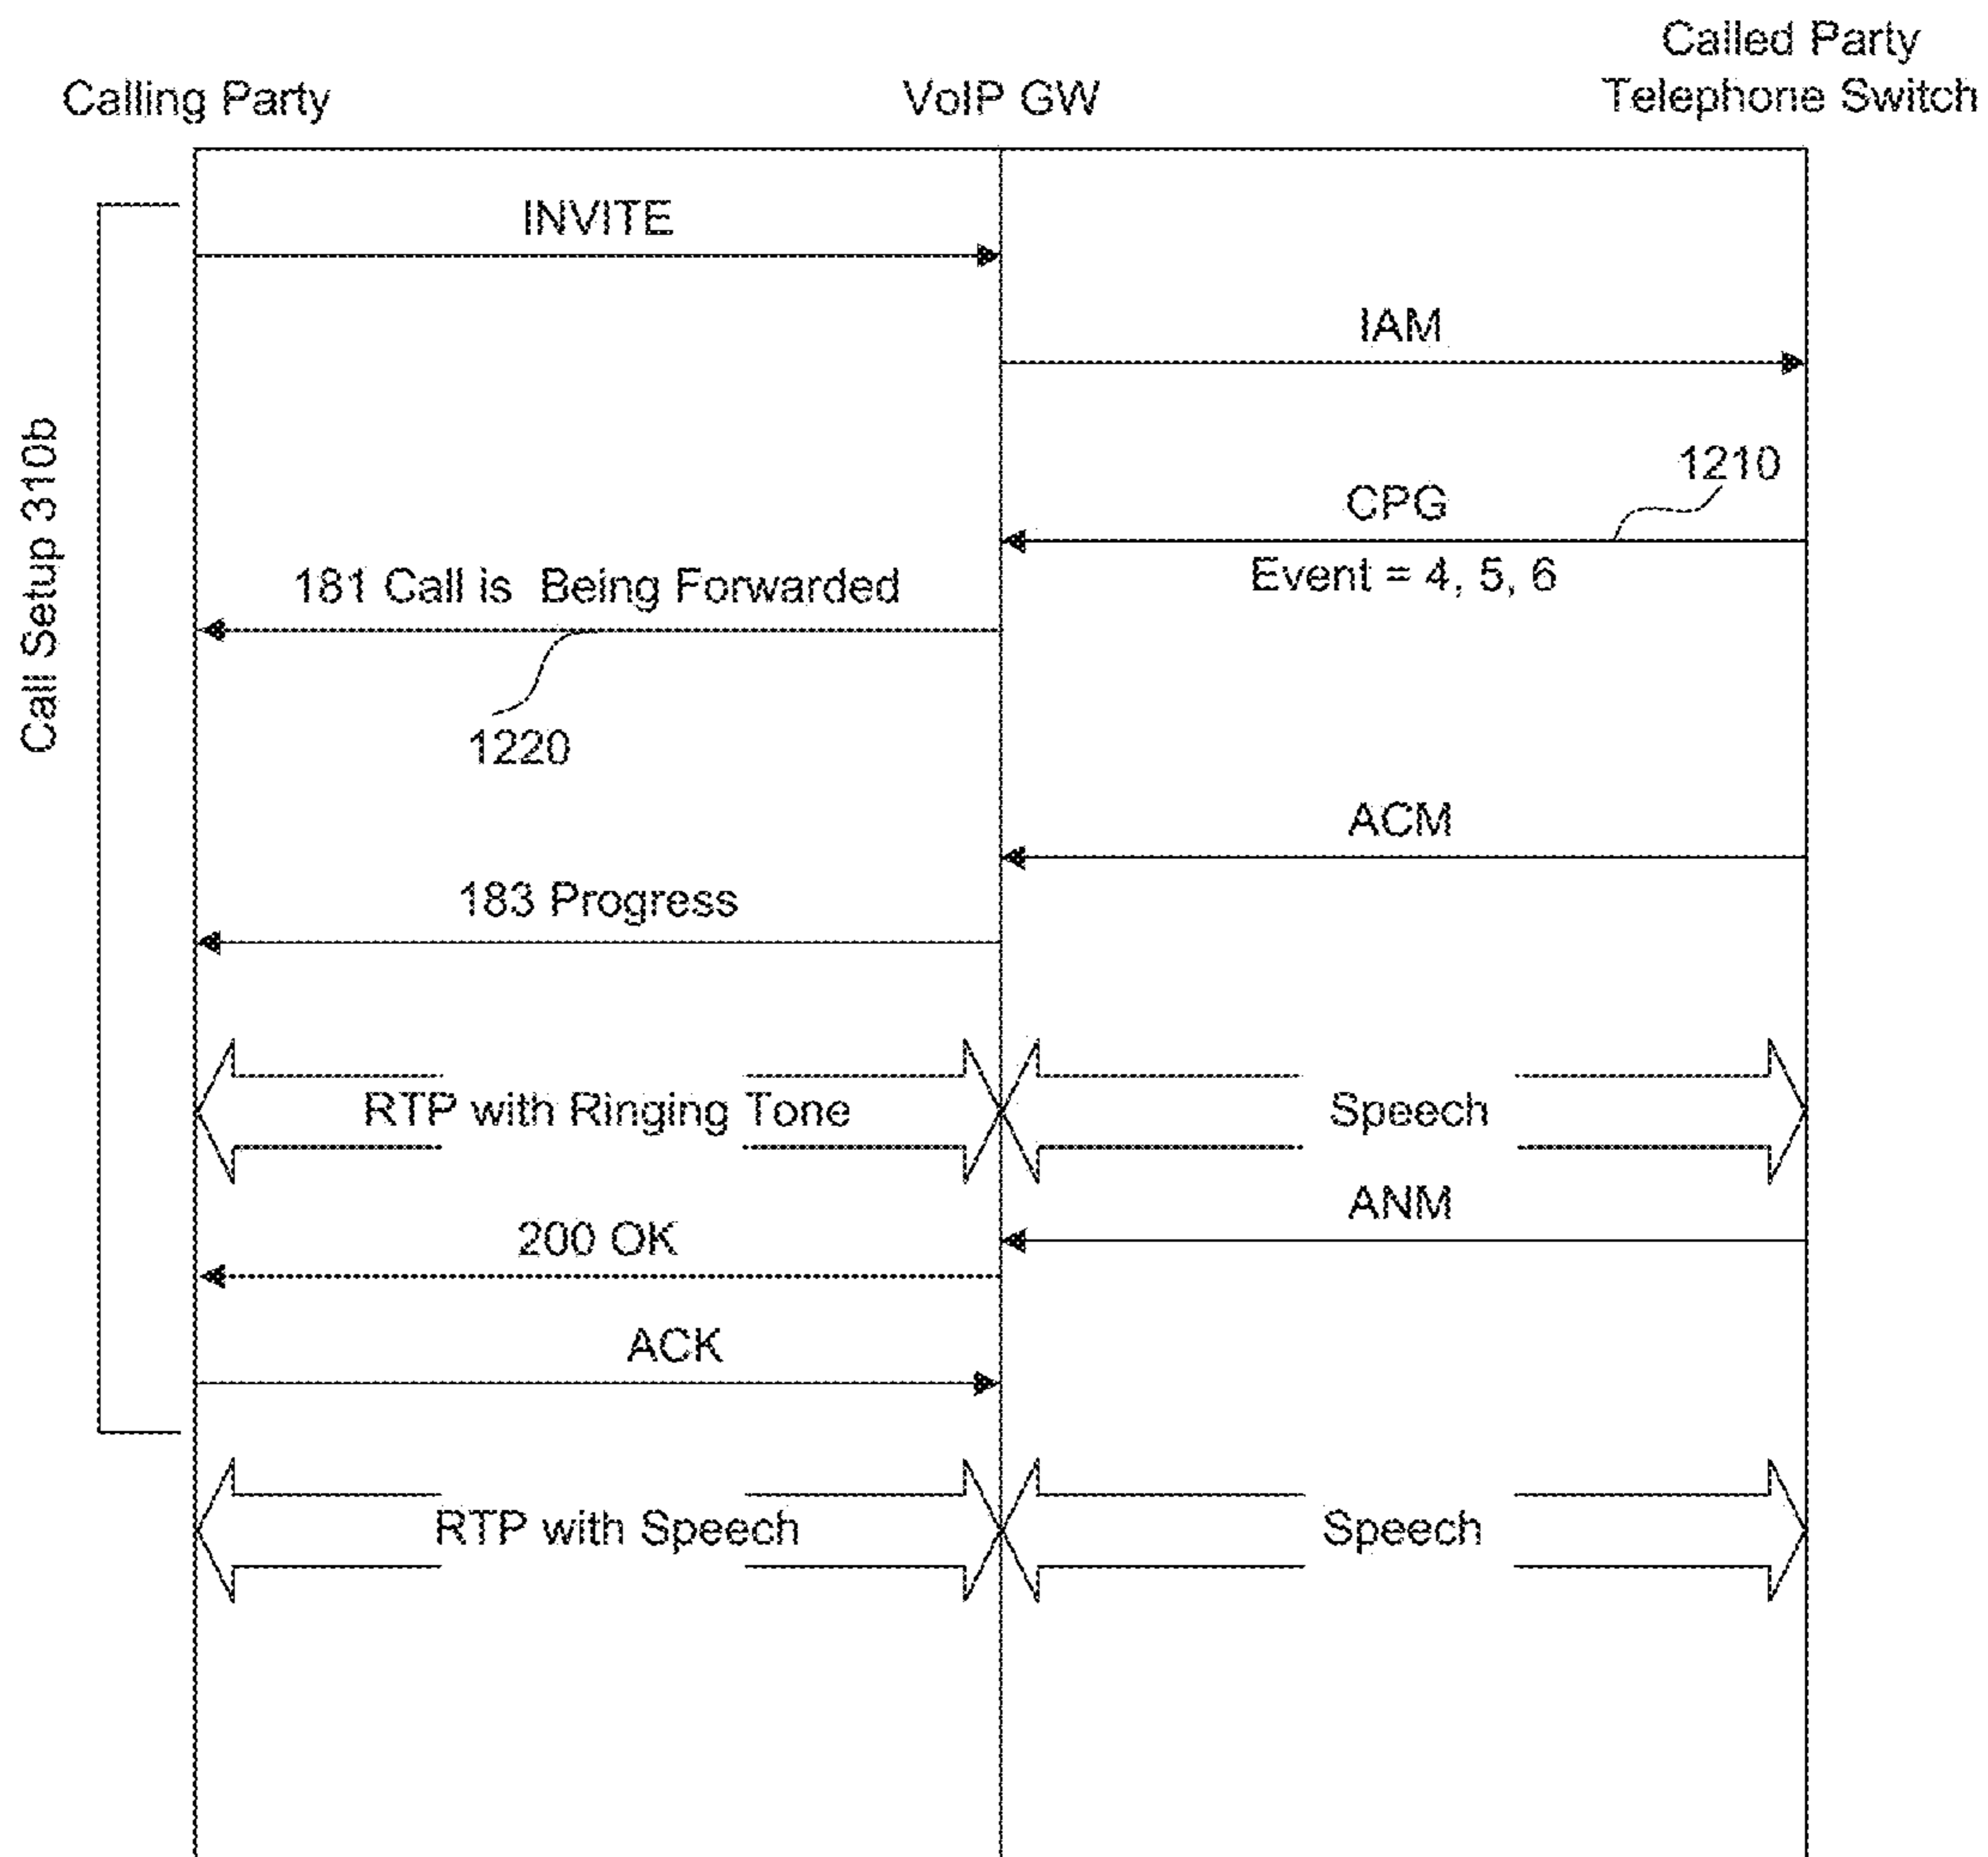 Calling Party
VoIP GW
Called Party
Telephone Switch
INVITE
IAM
1210
CPG
Event = 4, 5, 6
181 Call is Being Forwarded
1220
Call Setup 310b
ACM
183 Progress
RTP with Ringing Tone
Speech
ANM
200 OK
ACK
RTP with Speech
Speech